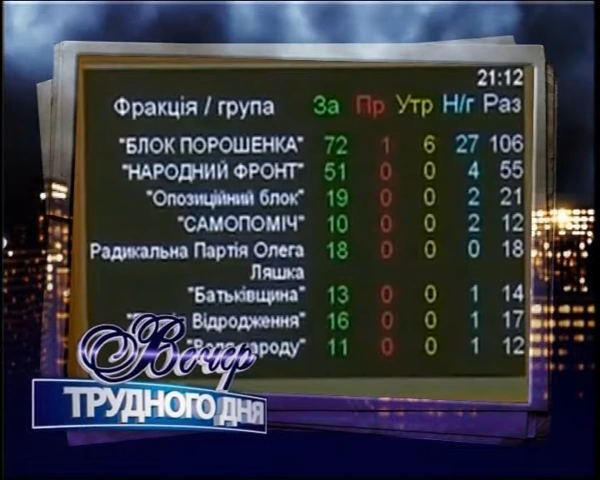 21:12
Фракція / група За Пр Утр Н/г Раз
"БЛОК ПОРОШЕНКА" 72 1 6 27 106
"НАРОДНИЙ ФРОНТ" 51 0 0 4 55
"Опозиційний блок" 19 0 0 2 21
"САМОПОМІЧ" 10 0 0 2 12
Радикальна Партія Олега 18 0 0 0 18
Ляшка
"Батьківщина" 13 0 0 1 14
Відродження" 16 0 0 1 17
11 0 0 1 12
Вечер
ТРУДНОГО ДНЯ